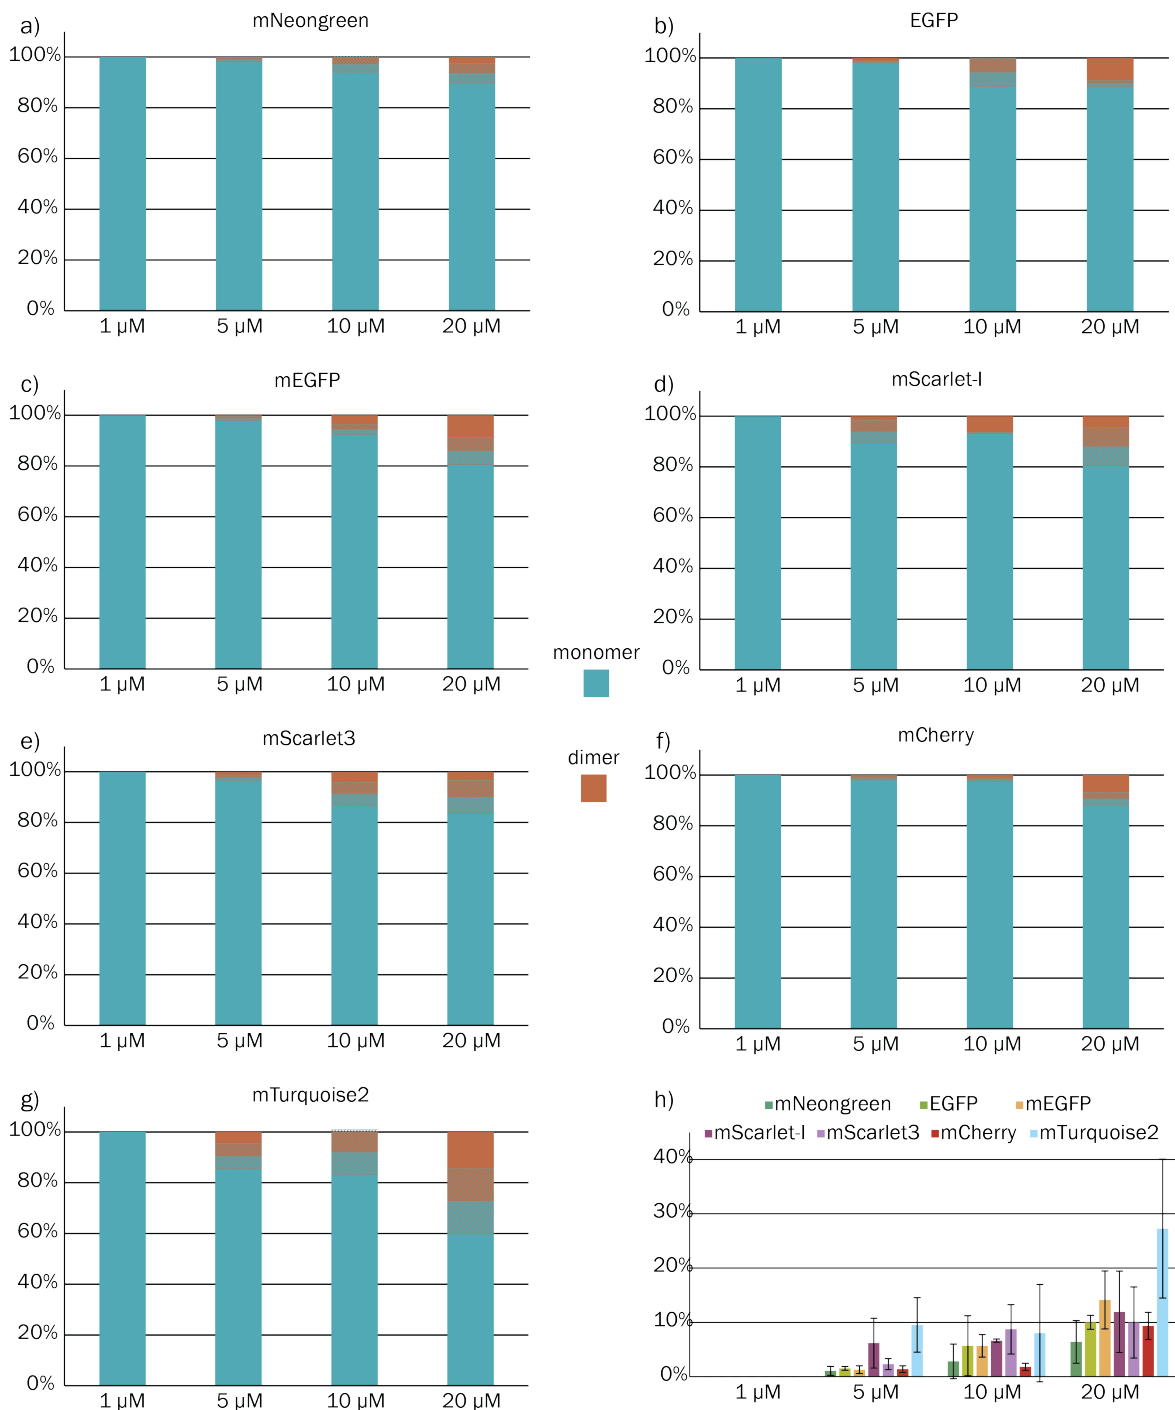 a) mNeongreen
100%
80%
60%
40%
20%
0%
1 µM 5 µM 10 µM 20 µM
b) EGFP
100%
80%
60%
40%
20%
0%
1 µM 5 µM 10 µM 20 µM
c) mEGFP
100%
80%
60%
40%
20%
0%
1 µM 5 µM 10 µM 20 µM
d) mScarlet-I
100%
80%
60%
40%
20%
0%
1 µM 5 µM 10 µM 20 µM
monomer
dimer
e) mScarlet3
100%
80%
60%
40%
20%
0%
1 µM 5 µM 10 µM 20 µM
f) mCherry
100%
80%
60%
40%
20%
0%
1 µM 5 µM 10 µM 20 µM
g) mTurquoise2
100%
80%
60%
40%
20%
0%
1 µM 5 µM 10 µM 20 µM
h)
mNeongreen EGFP mEGFP
mScarlet-I mScarlet3 mCherry mTurquoise2
40%
30%
20%
10%
0%
1 µM 5 µM 10 µM 20 µM